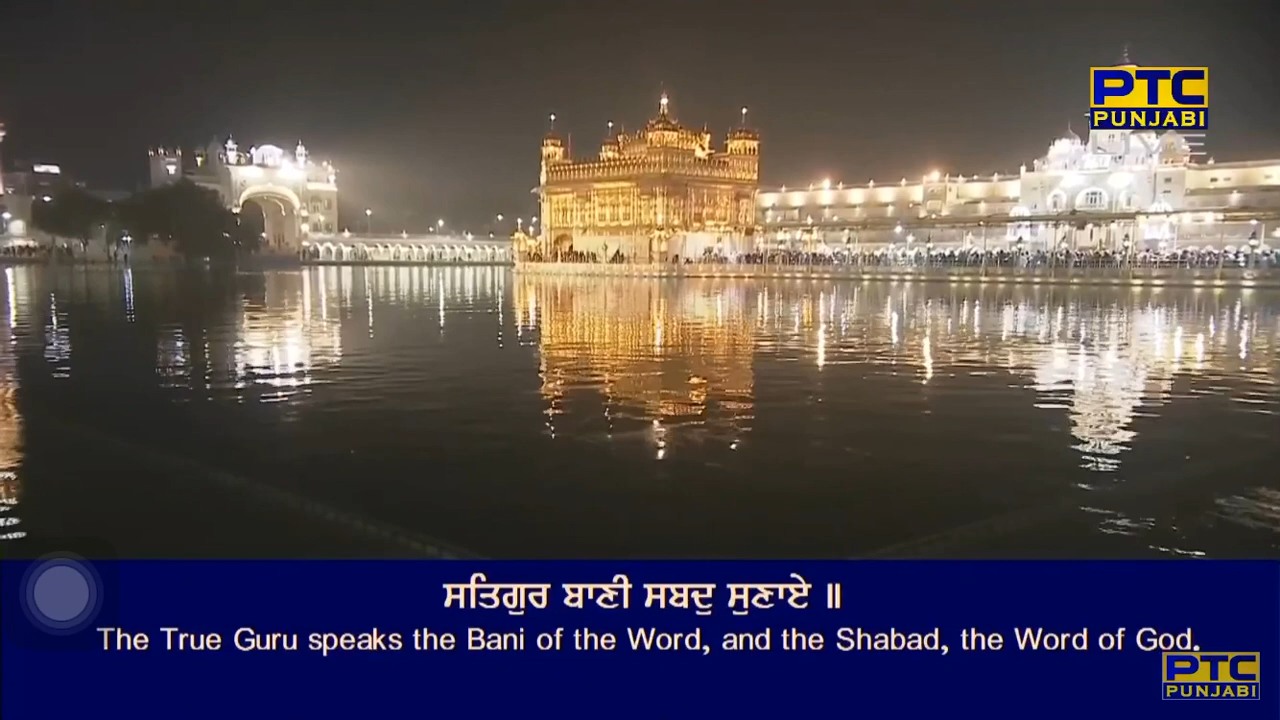 PTC
PUNJABI
LIVE
ਸਤਿਗੁਰ ਬਾਣੀ ਸਬਦੁ ਸੁਣਾਏ ॥
The True Guru speaks the Bani of the Word, and the Shabad, the Word of God.
PTC
PUNJABI